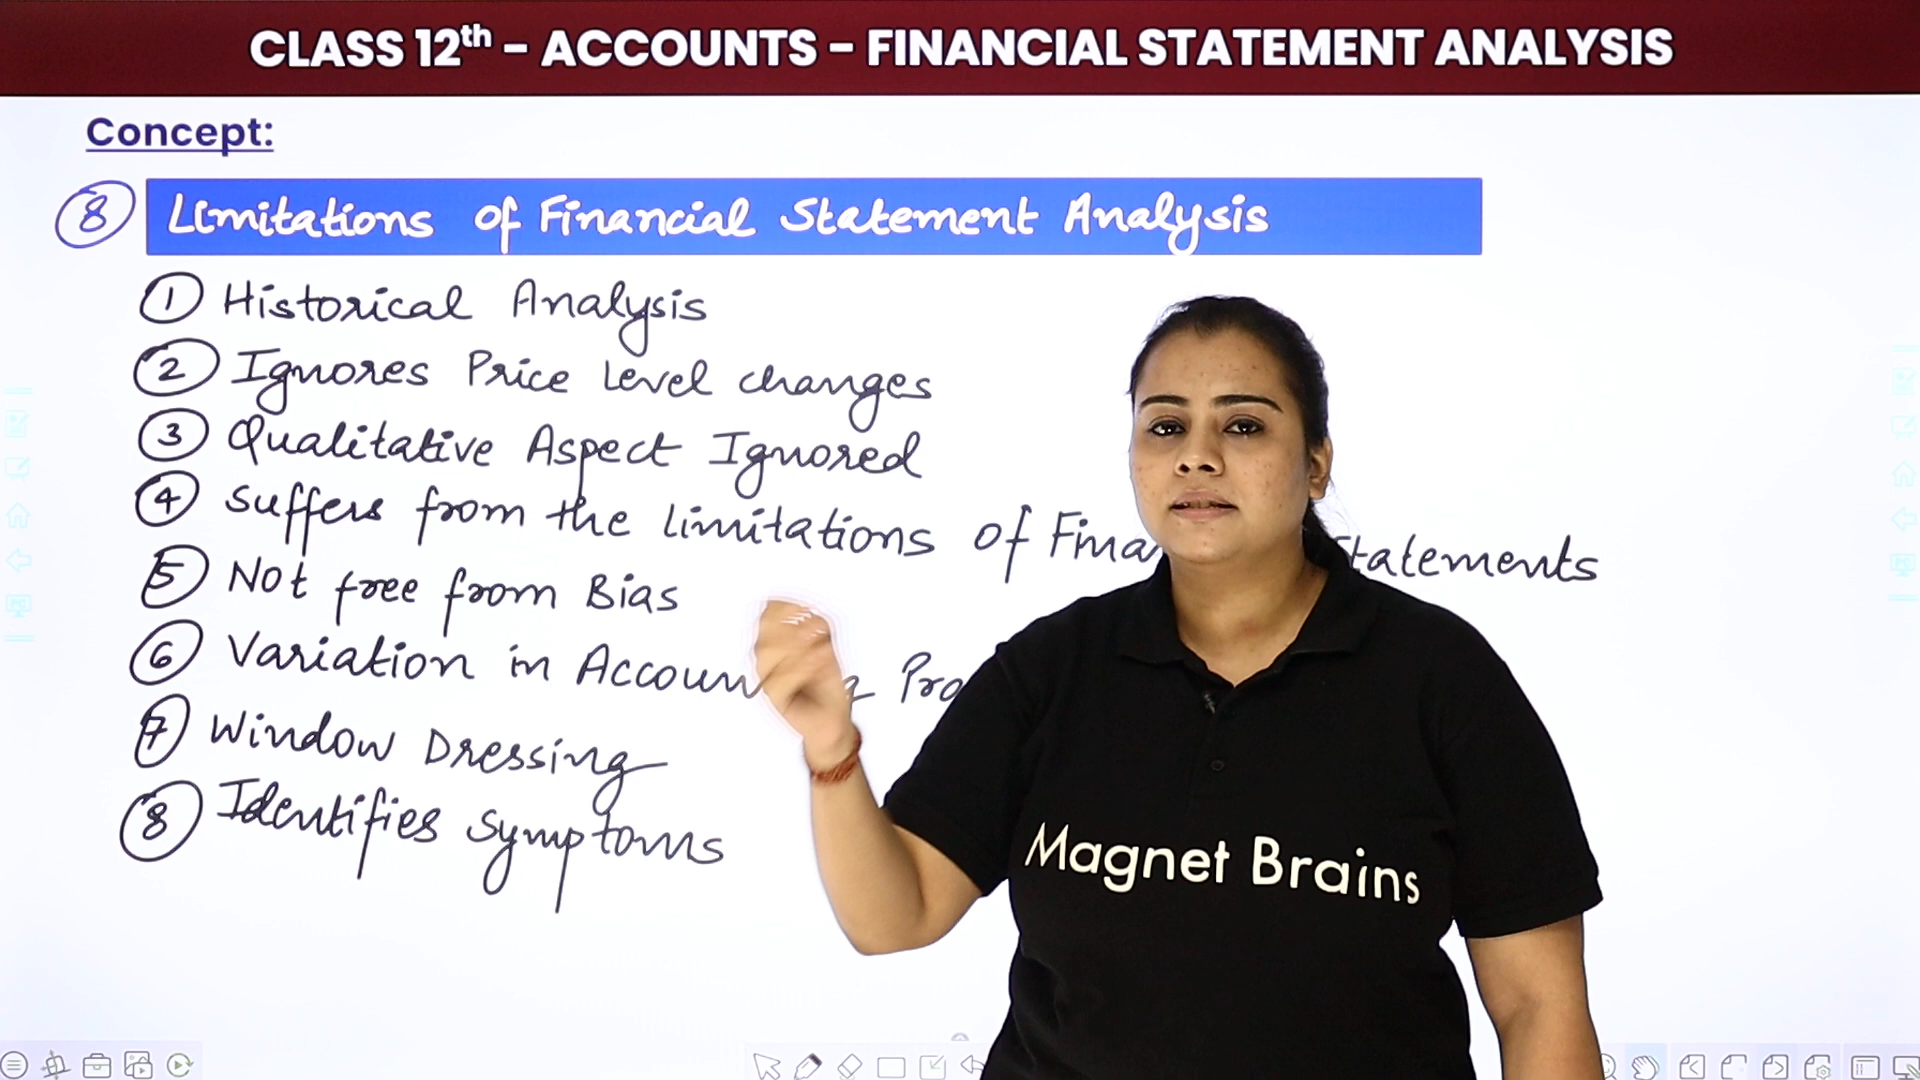 CLASS 12th – ACCOUNTS – FINANCIAL STATEMENT ANALYSIS
Concept:
8 Limitations of Financial Statement Analysis
1 Historical Analysis
2 Ignores Price Level changes
3 Qualitative Aspect Ignored
4 Suffers from the limitations of Fina Statements
5 Not free from Bias
6 Variation in Accoun Pro
7 Window Dressing
8 Identifies Symptoms
Magnet Brains